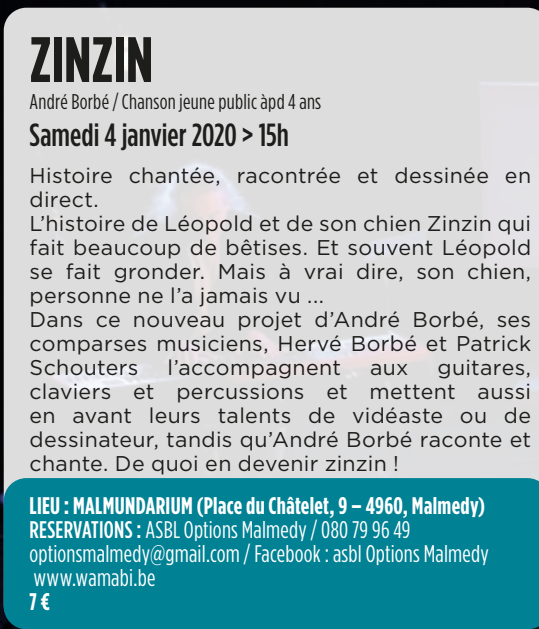 ZINZIN
André Borbé / Chanson jeune public àpd 4 ans
Samedi 4 janvier 2020 > 15h
Histoire chantée, racontrée et dessinée en
direct.
L'histoire de Léopold et de son chien Zinzin qui
fait beaucoup de bêtises. Et souvent Léopold
se fait gronder. Mais à vrai dire, son chien,
personne ne l'a jamais vu ...
Dans ce nouveau projet d'André Borbé, ses
comparses musiciens, Hervé Borbé et Patrick
Schouters l'accompagnent aux guitares,
claviers et percussions et mettent aussi
en avant leurs talents de vidéaste ou de
dessinateur, tandis qu'André Borbé raconte et
chante. De quoi en devenir zinzin !
LIEU : MALMUNDARIUM (Place du Châtelet, 9 – 4960, Malmedy)
RESERVATIONS : ASBL Options Malmedy / 080 79 96 49
optionsmalmedy@gmail.com / Facebook : asbl Options Malmedy
www.wamabi.be
7 €